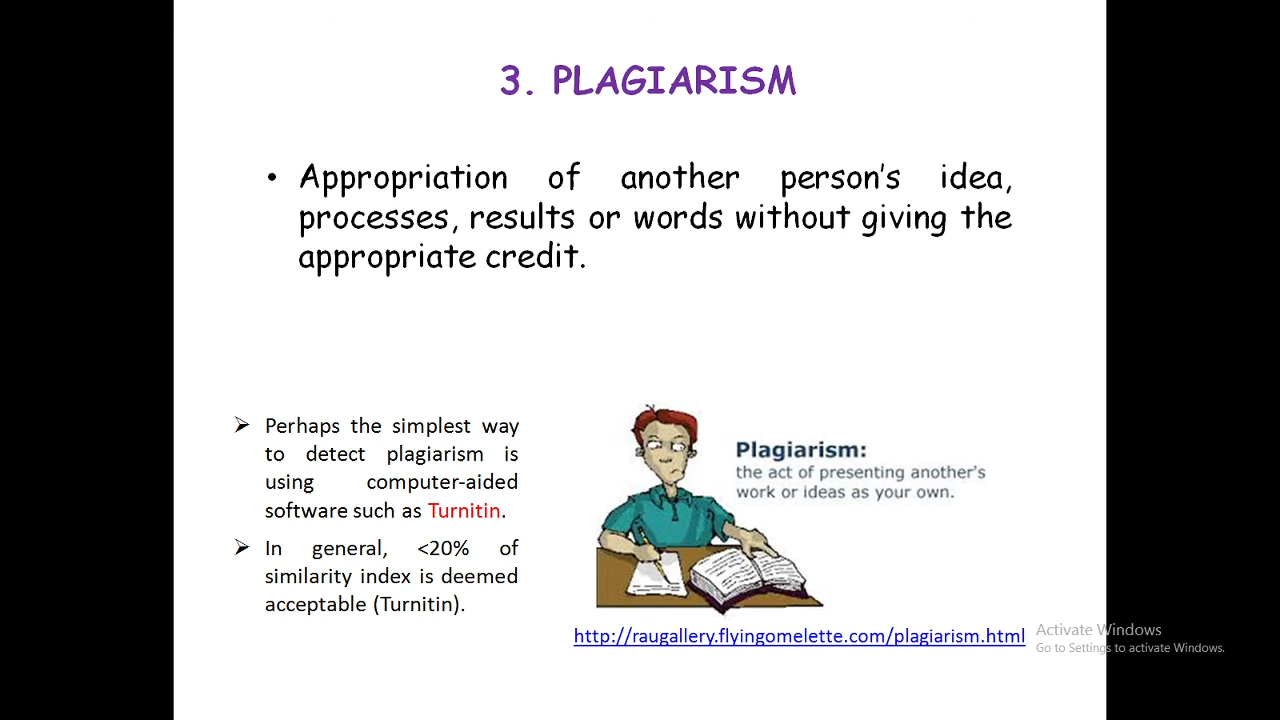 3. PLAGIARISM
• Appropriation of another person's idea,
processes, results or words without giving the
appropriate credit.
➢ Perhaps the simplest way
to detect plagiarism is
using computer-aided
software such as Turnitin.
➢ In general, <20% of
similarity index is deemed
acceptable (Turnitin).
Plagiarism:
the act of presenting another's
work or ideas as your own.
http://raugallery.flyingomelette.com/plagiarism.html
Activate Windows
Go to Settings to activate Windows.